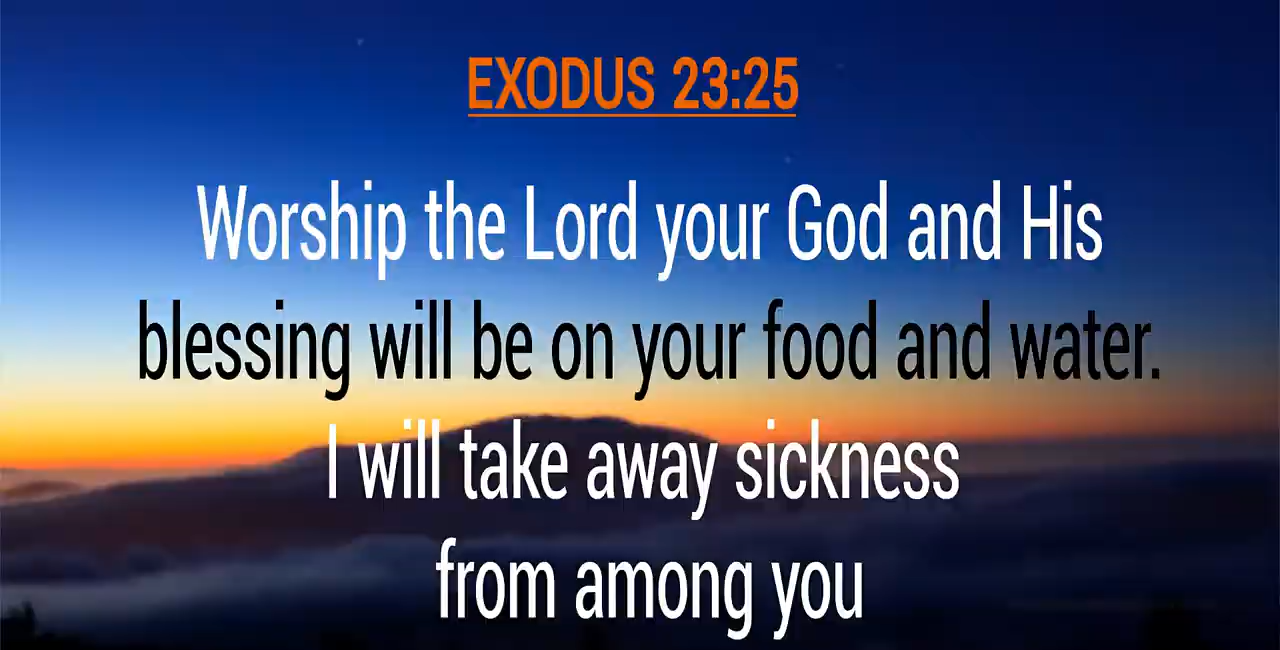 EXODUS 23:25
Worship the Lord your God and His
blessing will be on your food and water.
I will take away sickness
from among you